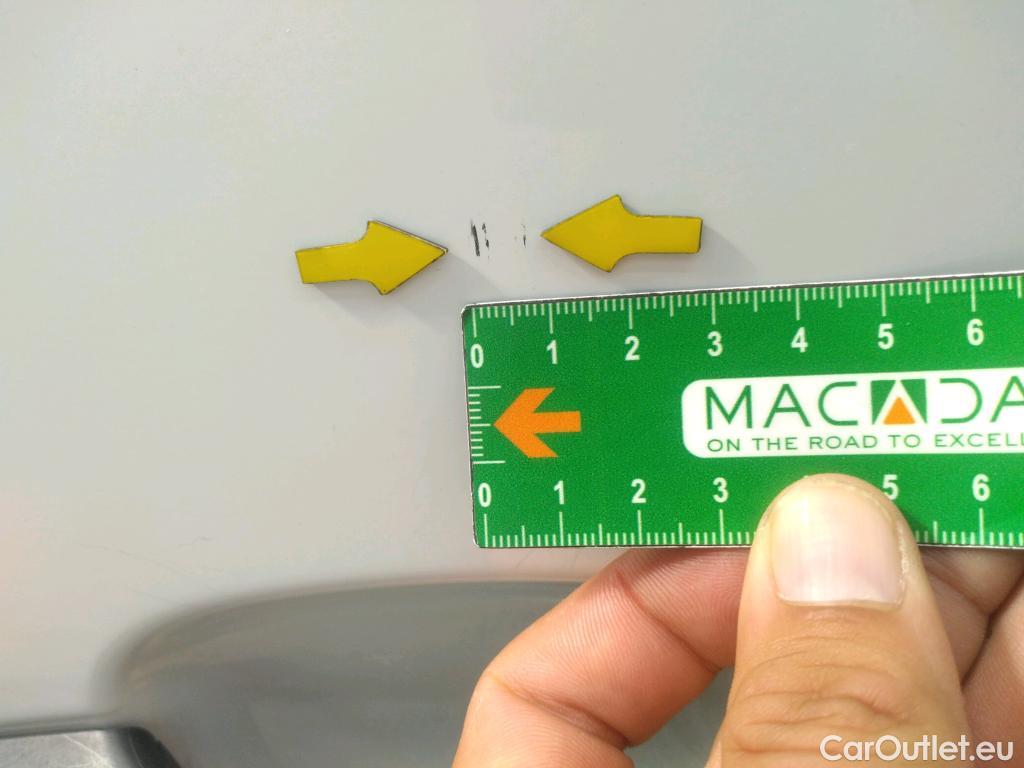 0 1 2 3 4 5 6
MACADA
ON THE ROAD TO EXCELL
0 1 2 3 5 6
CarOutlet.eu